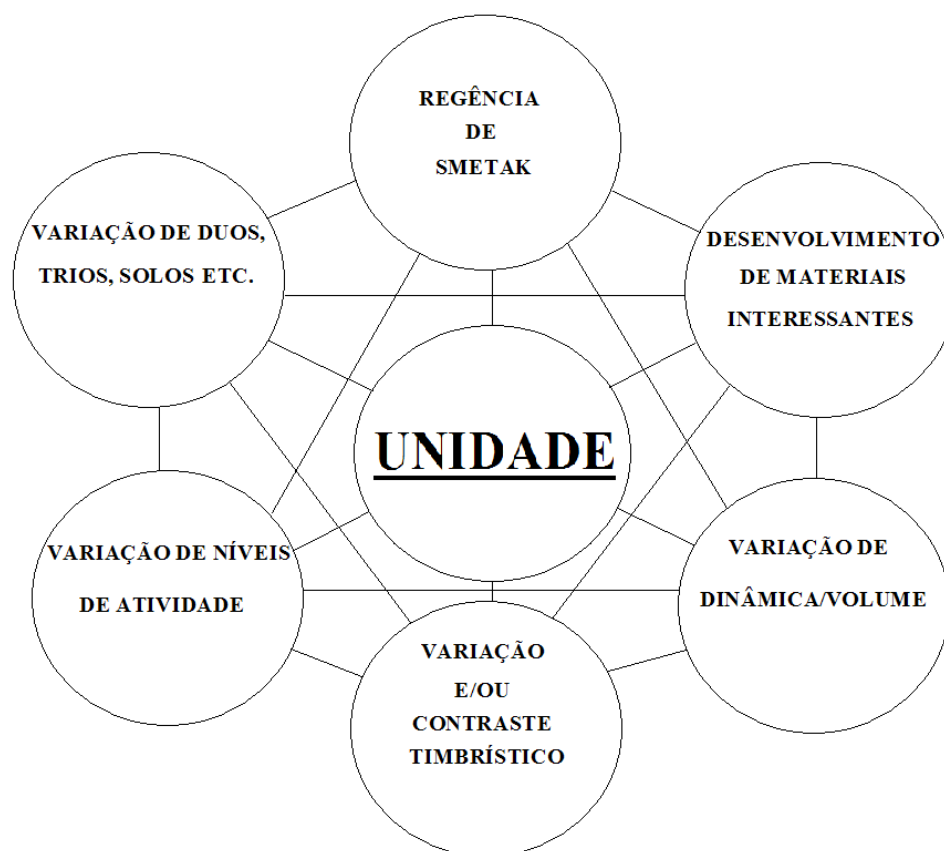 REGÊNCIA
DE
SMETAK
VARIAÇÃO DE DUOS,
TRIOS, SOLOS ETC.
DESENVOLVIMENTO
DE MATERIAIS
INTERESSANTES
UNIDADE
VARIAÇÃO DE NÍVEIS
DE ATIVIDADE
VARIAÇÃO DE
DINÂMICA/VOLUME
VARIAÇÃO
E/OU
CONTRASTE
TIMBRÍSTICO